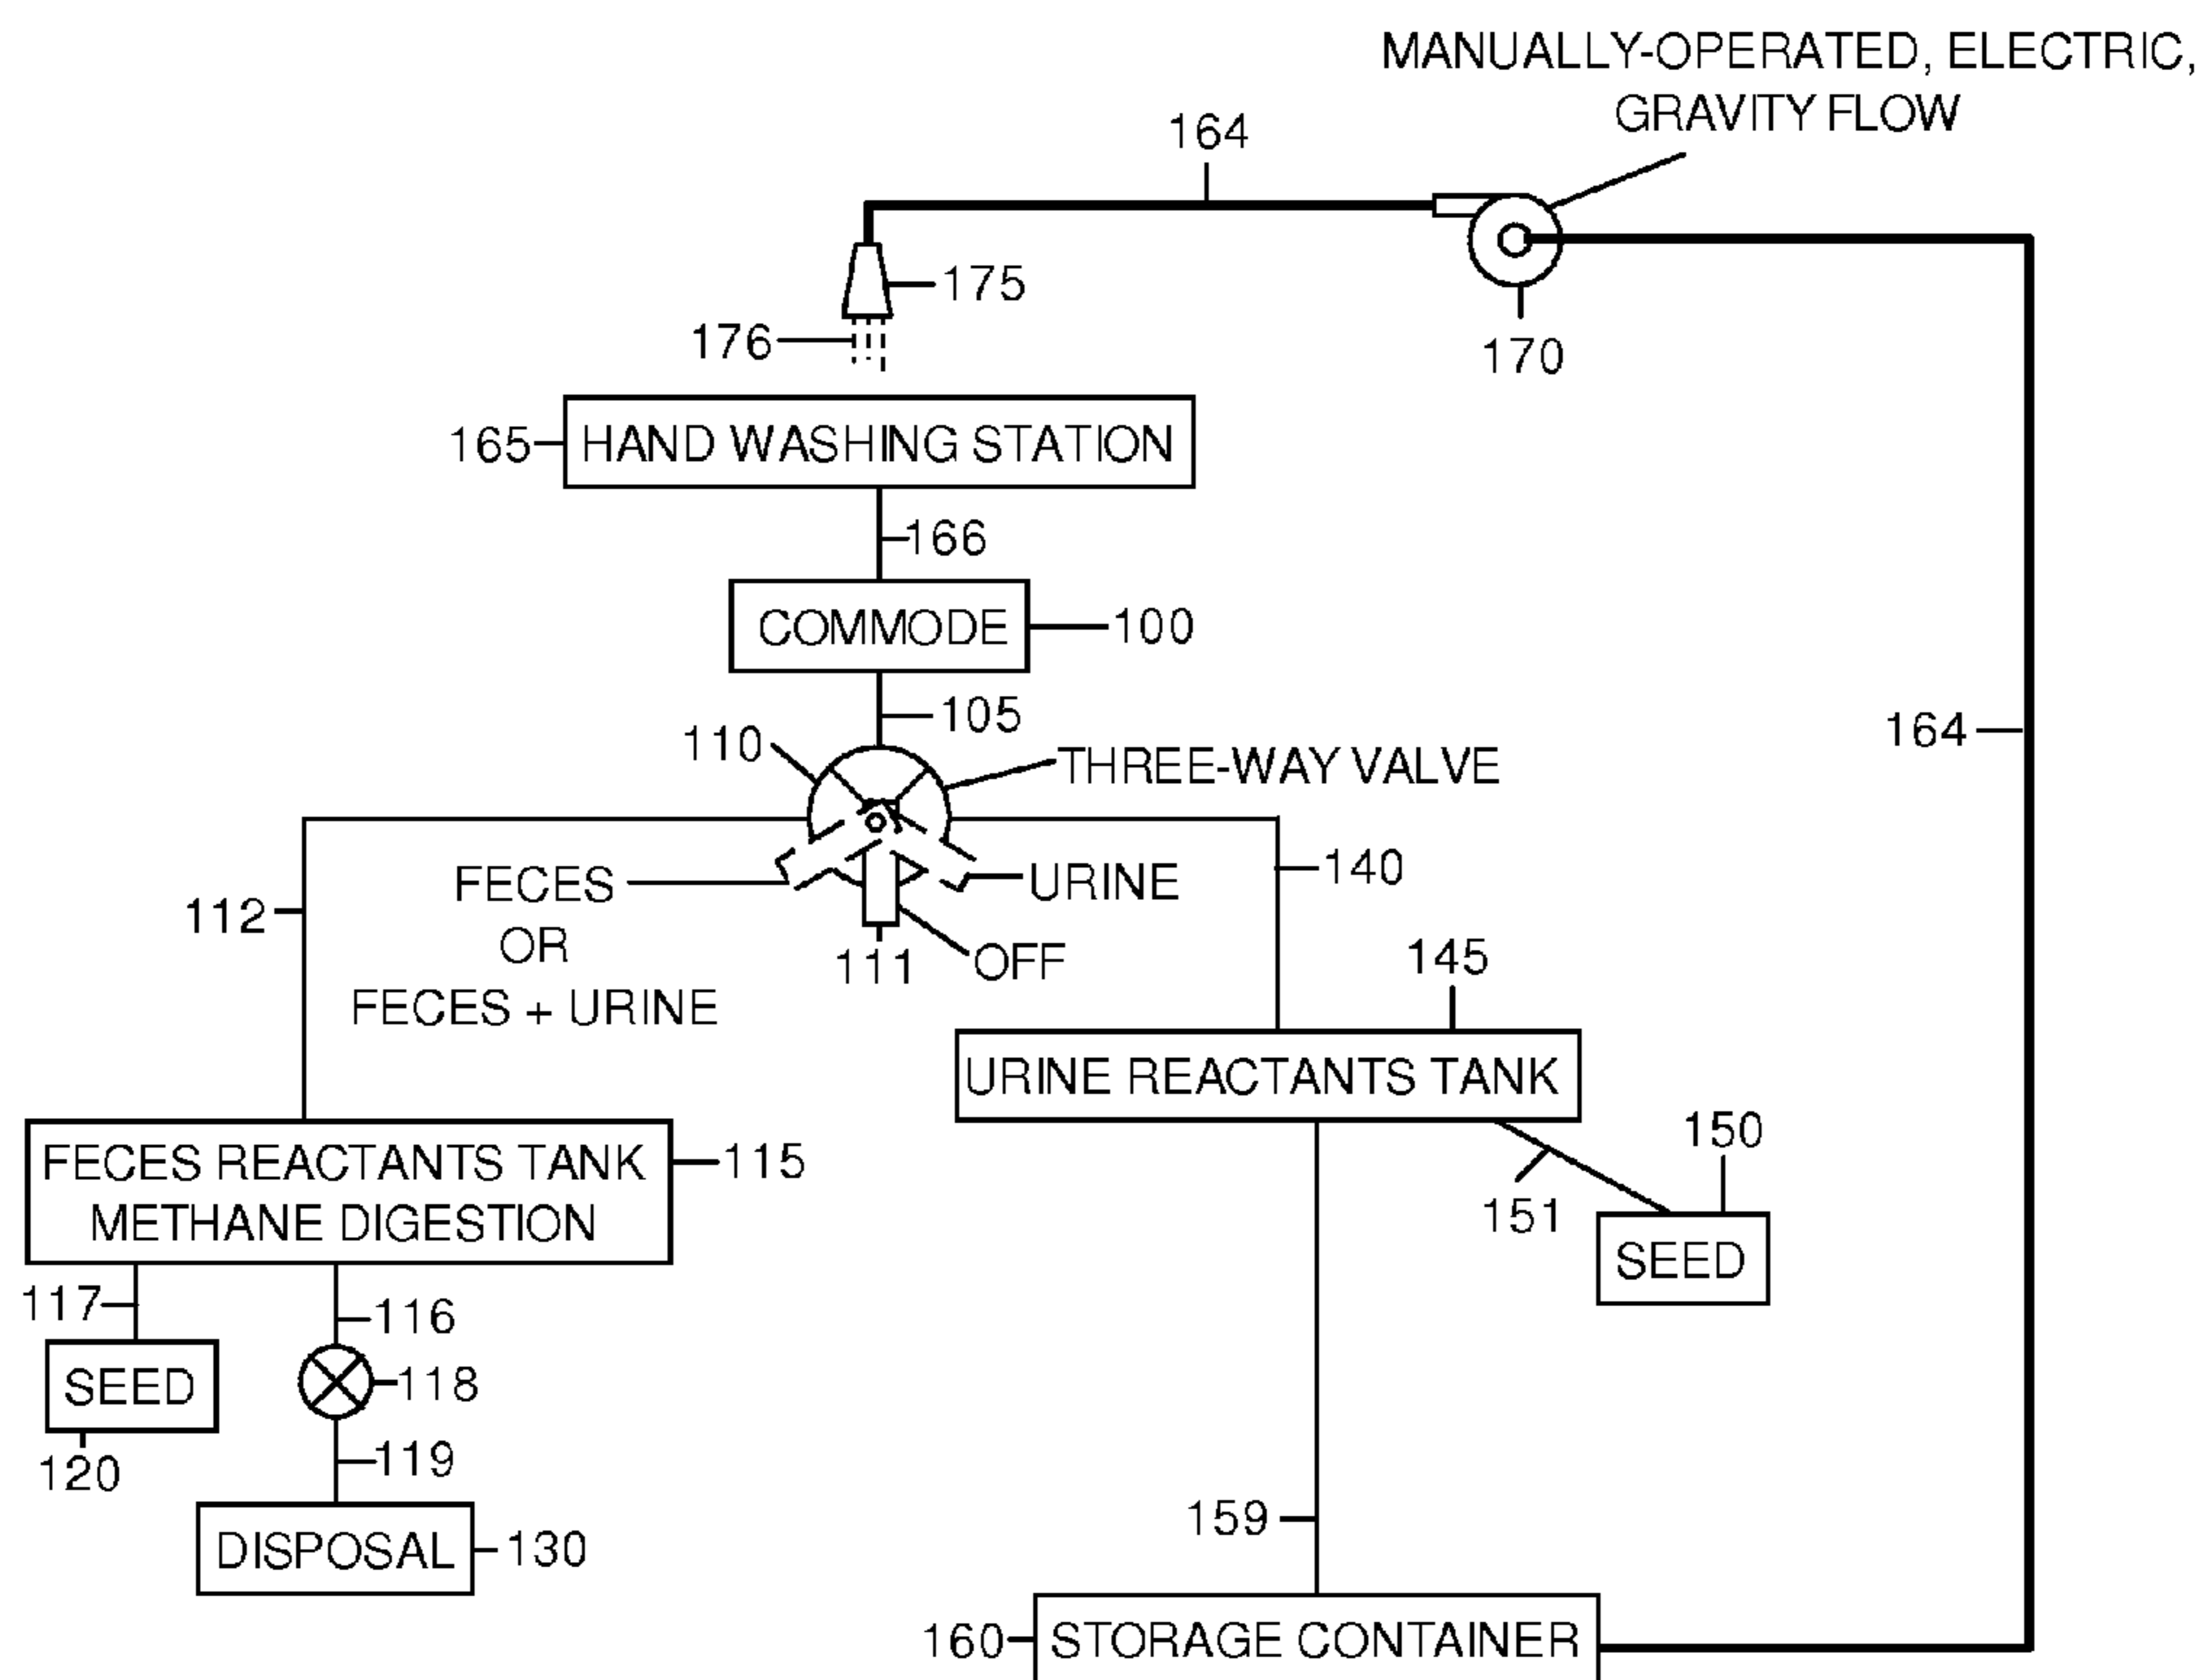 MANUALLY-OPERATED, ELECTRIC,
GRAVITY FLOW
164
175
176
170
165
HAND WASHING STATION
166
COMMODE
100
105
110
THREE-WAY VALVE
164
FECES
OR
FECES + URINE
URINE
OFF
111
112
140
145
URINE REACTANTS TANK
FECES REACTANTS TANK
METHANE DIGESTION
115
150
151
SEED
117
116
SEED
118
120
119
DISPOSAL
130
159
160
STORAGE CONTAINER